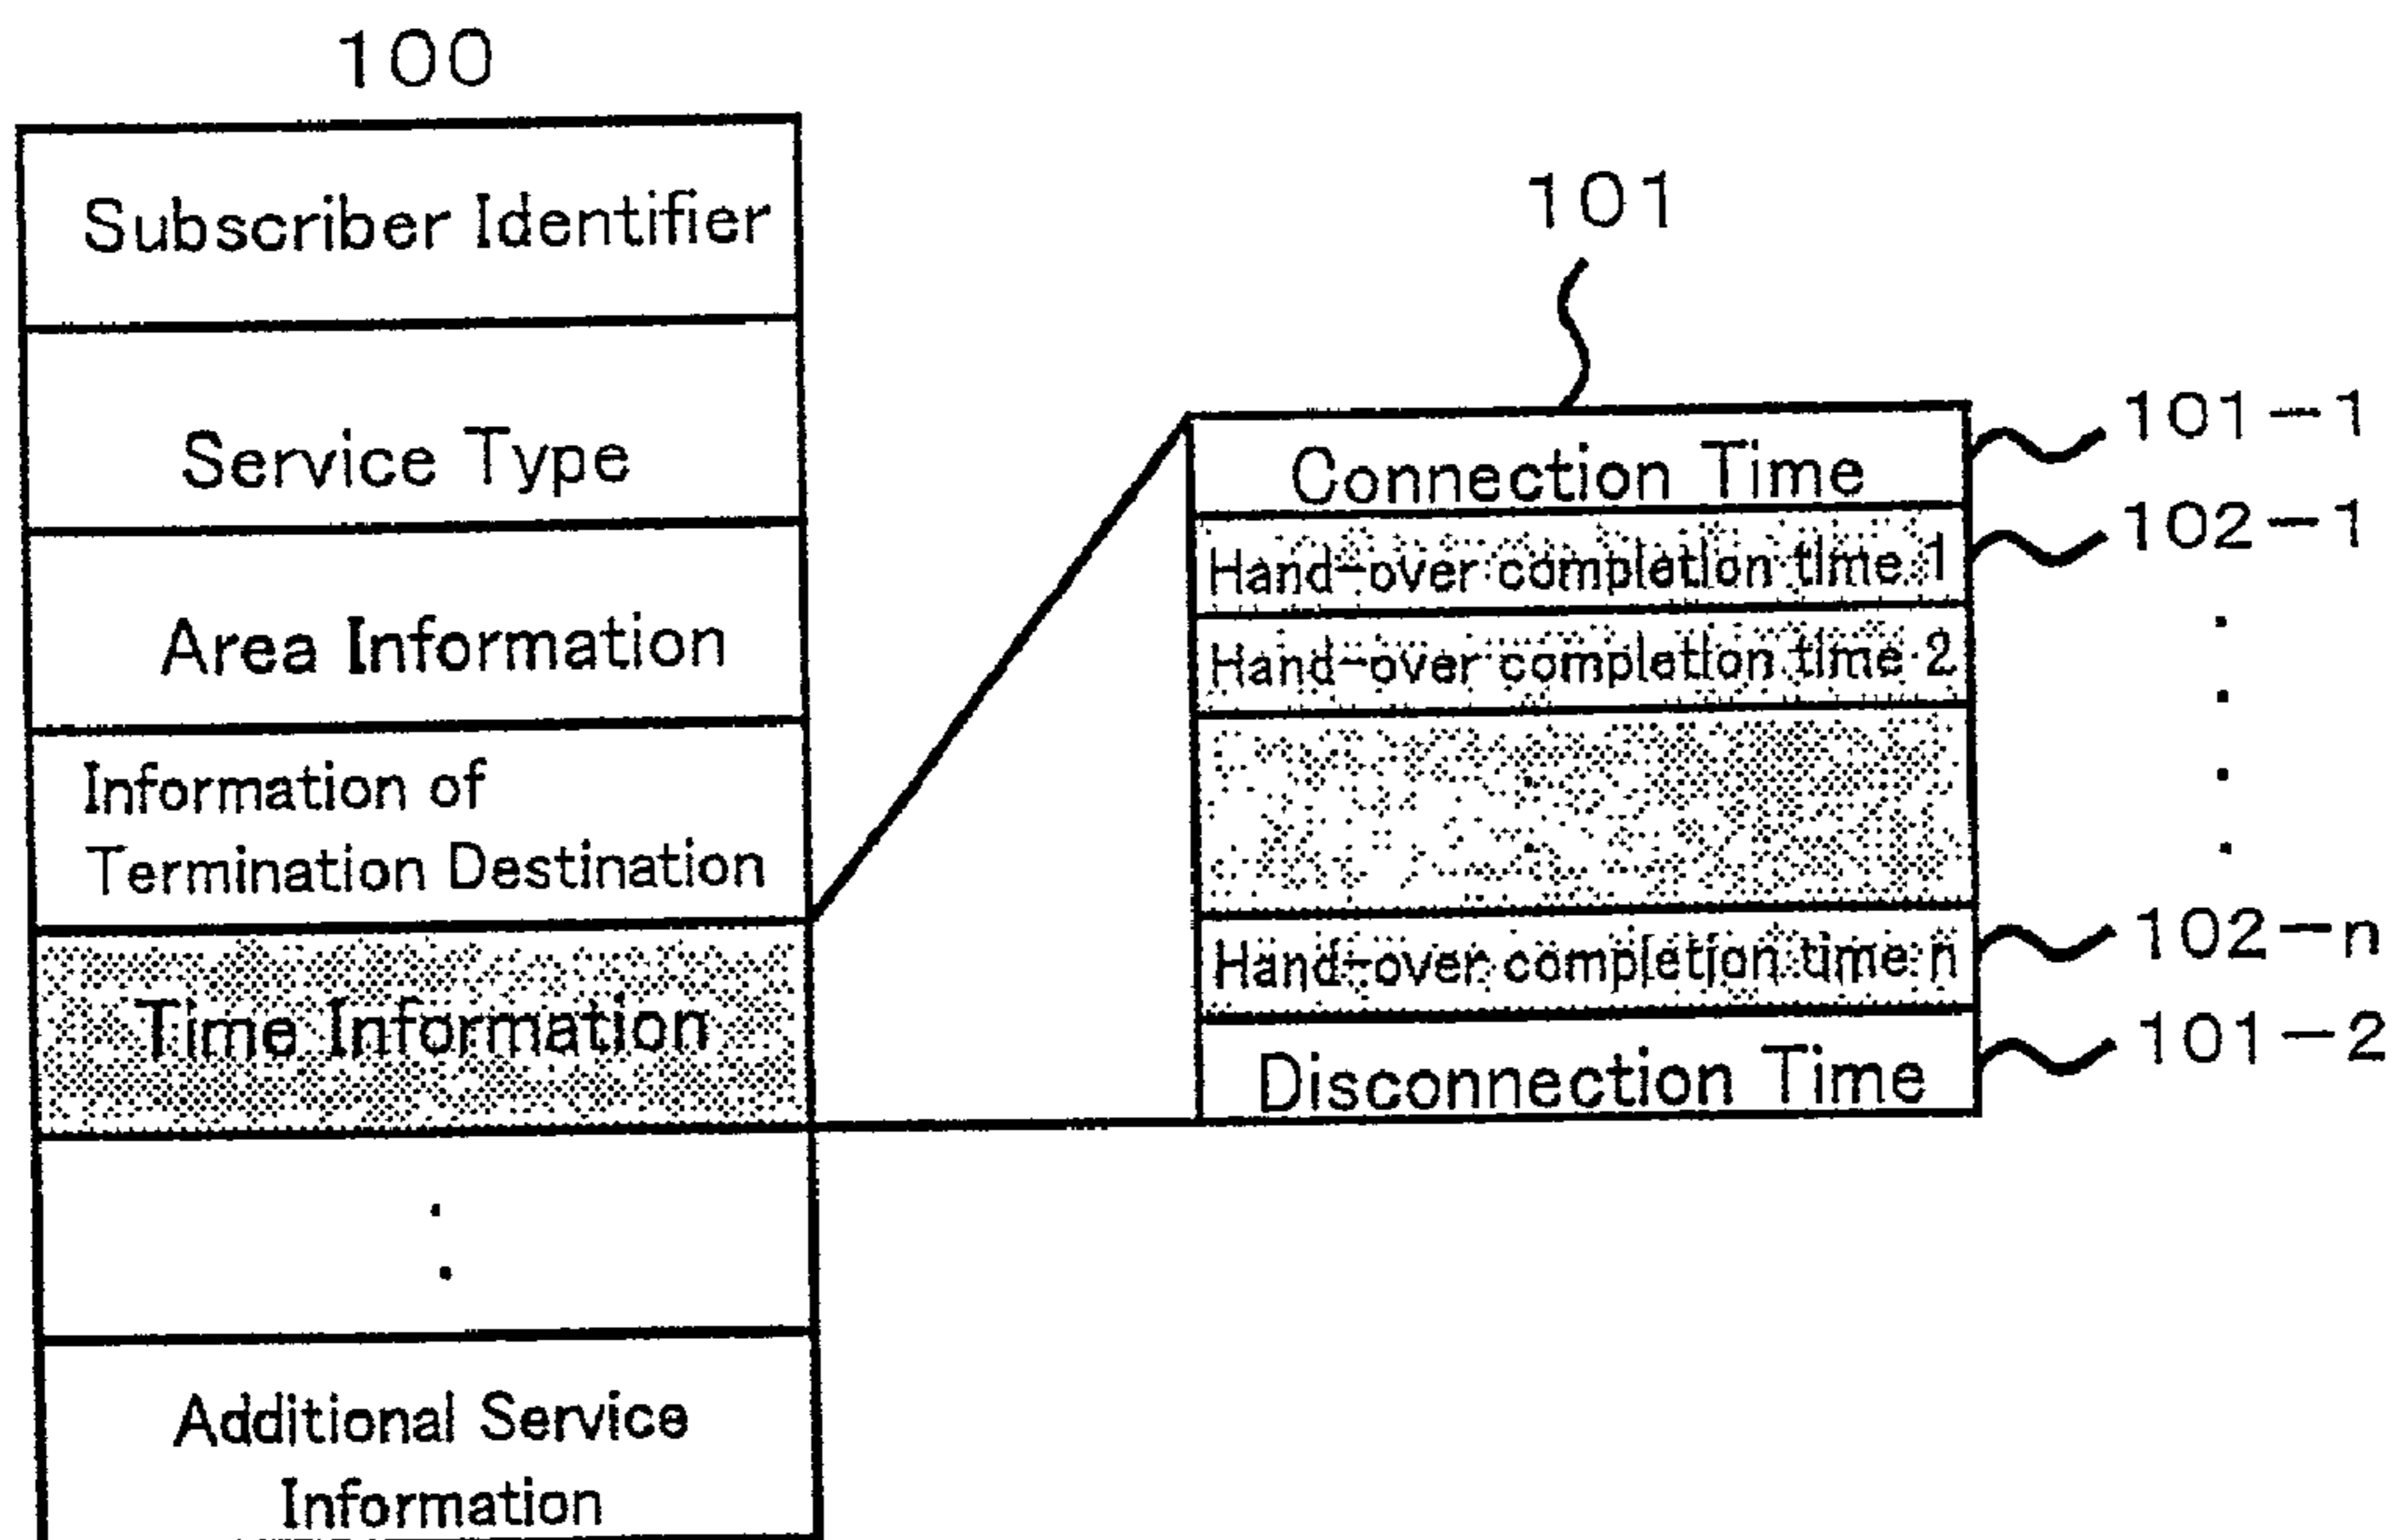 100
Subscriber Identifier
Service Type
Area Information
Information of
Termination Destination
Time Information
Additional Service
Information
101
Connection Time
101-1
Hand-over completion time 1
102-1
Hand-over completion time 2
Hand-over completion time n
102-n
Disconnection Time
101-2